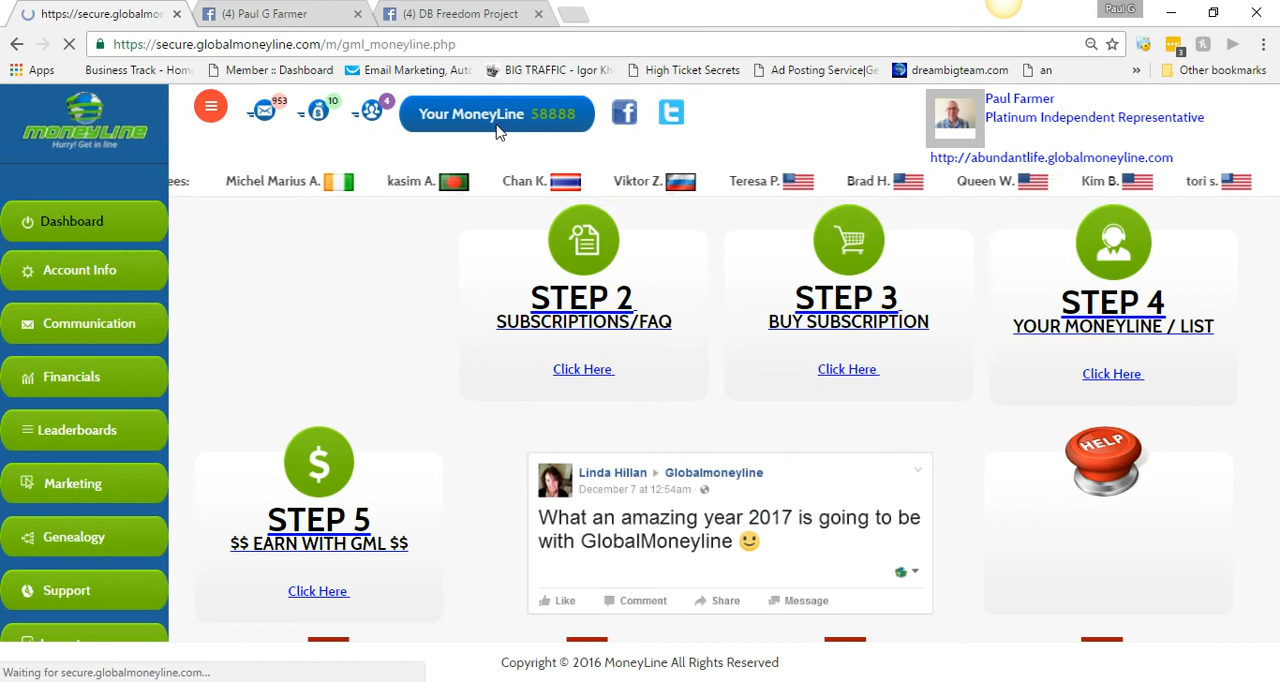 https://secure.globalmo
(4) Paul G Farmer
(4) DB Freedom Project
Paul G
https://secure.globalmoneyline.com/m/gml_moneyline.php
3
Apps
Business Track - Hom
Member :: Dashboard
Email Marketing, Auto
BIG TRAFFIC - Igor Kh
High Ticket Secrets
Ad Posting Service|Ge
dreambigteam.com
an
»
Other bookmarks
MONEYLINE
Hurry! Get in line
953
10
4
Your MoneyLine 58888
Paul Farmer
Platinum Independent Representative
http://abundantlife.globalmoneyline.com
ees: Michel Marius A. kasim A. Chan K. Viktor Z. Teresa P. Brad H. Queen W. Kim B. tori s.
Dashboard
Account Info
Communication
Financials
Leaderboards
Marketing
Genealogy
Support
STEP 2
SUBSCRIPTIONS/FAQ
Click Here
STEP 3
BUY SUBSCRIPTION
Click Here
STEP 4
YOUR MONEYLINE / LIST
Click Here
STEP 5
$$ EARN WITH GML $$
Click Here
Linda Hillan ▸ Globalmoneyline
December 7 at 12:54am
What an amazing year 2017 is going to be
with GlobalMoneyline
Like Comment Share Message
HELP
Copyright © 2016 MoneyLine All Rights Reserved
Waiting for secure.globalmoneyline.com...